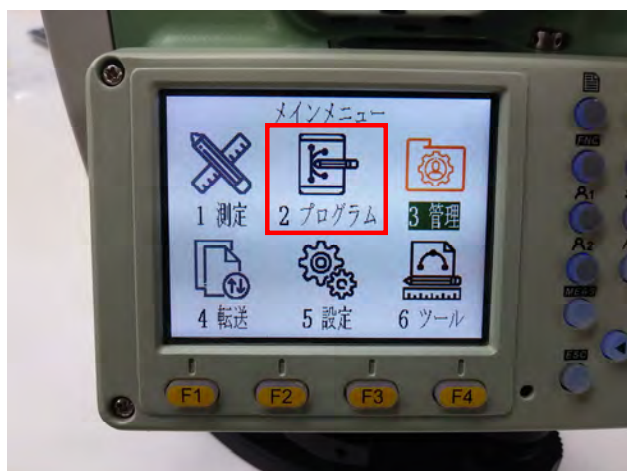 メインメニュー
1 測定
2 プログラム
3 管理
4 転送
5 設定
6 ツール
FNC
MEAS
ESC
F1
F2
F3
F4